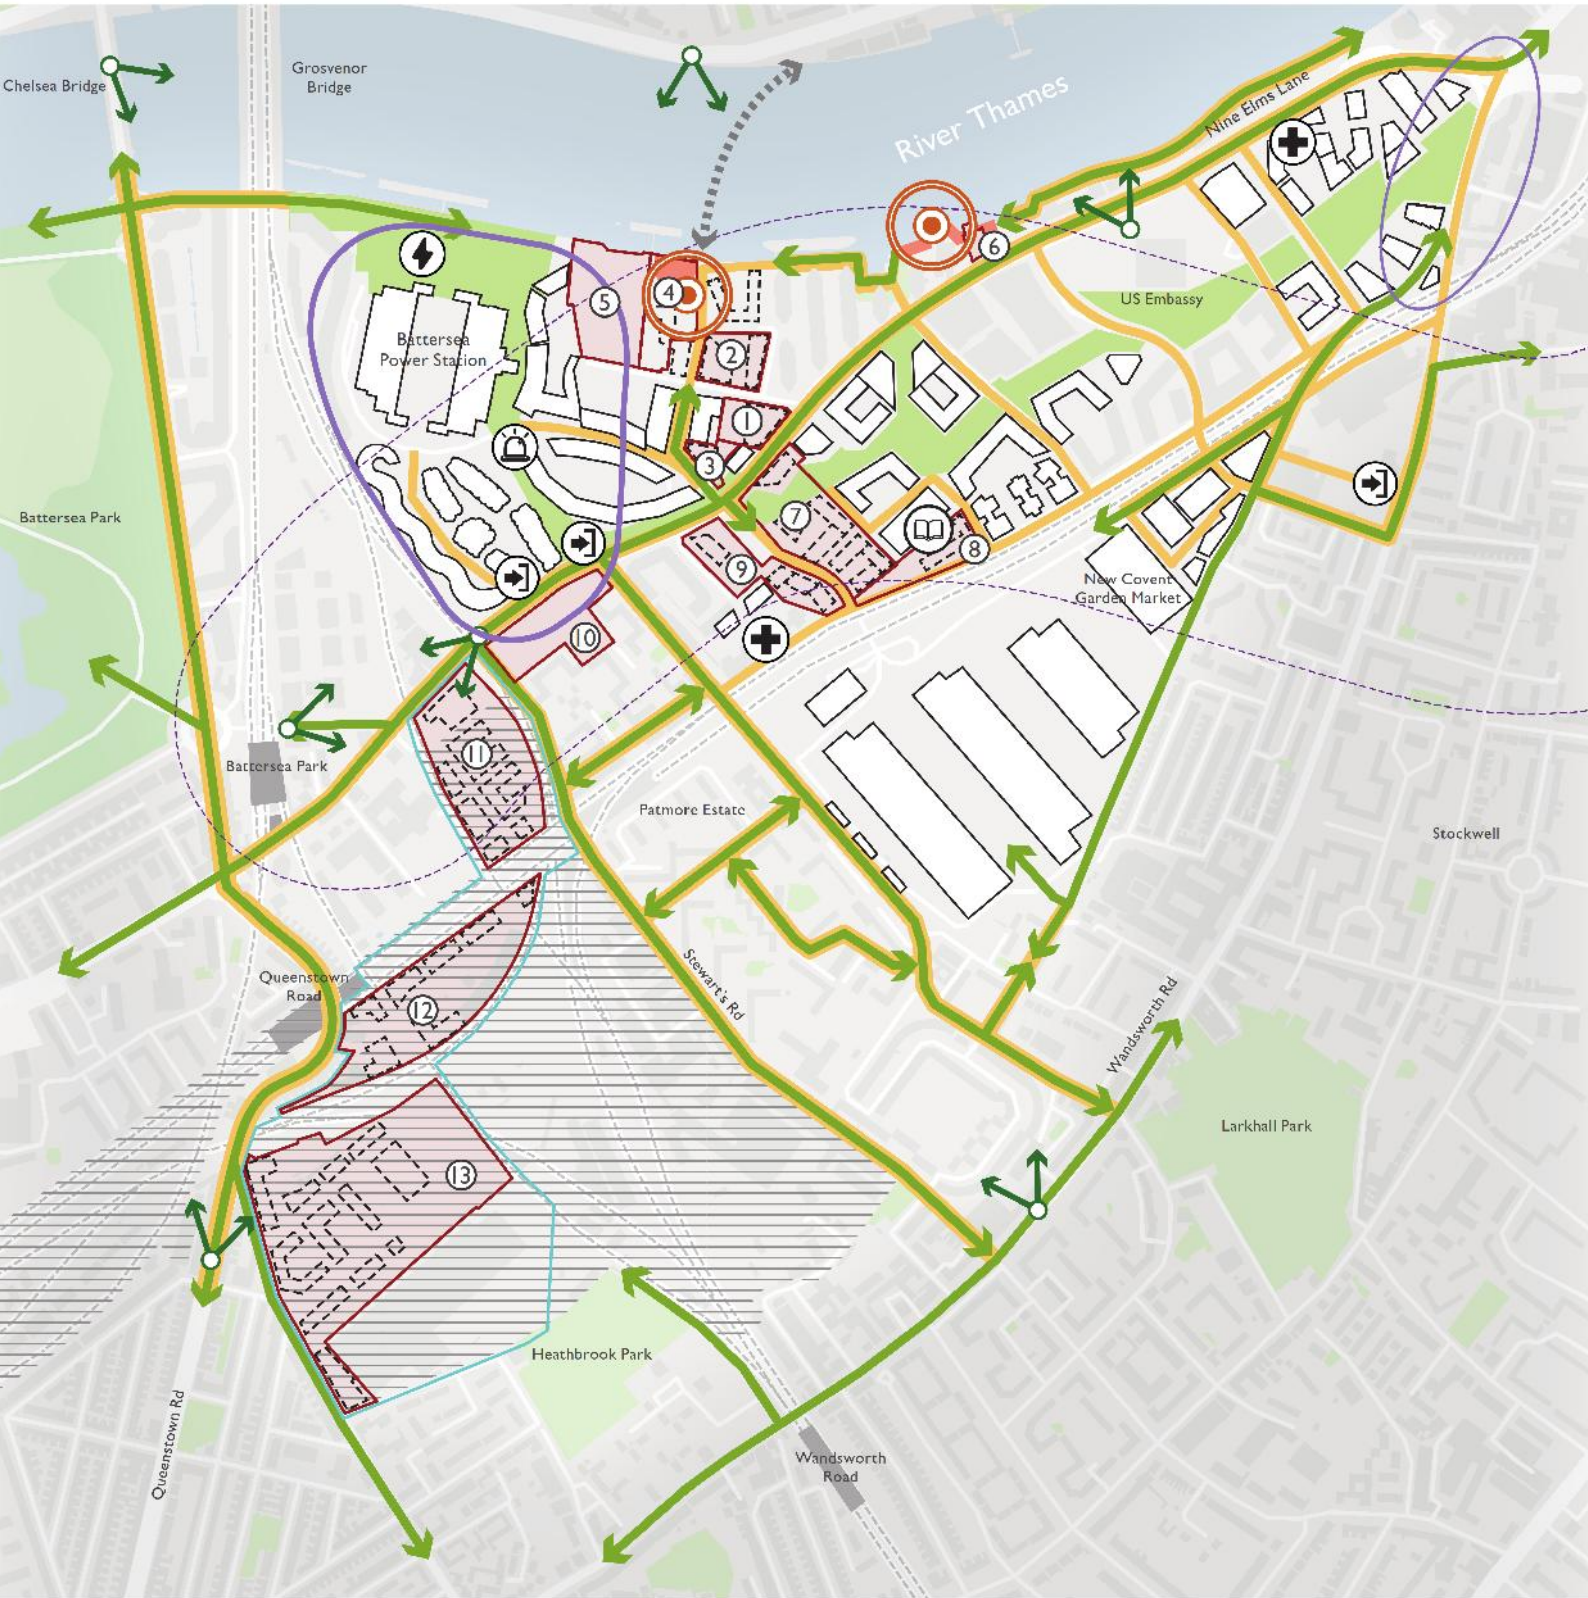 Chelsea Bridge
Grosvenor
Bridge
River Thames
Nine Elms Lane
6
US Embassy
5
4
2
Battersea
Power Station
1
3
7
8
Battersea Park
9
New Covent
Garden Market
10
11
Battersea Park
Patmore Estate
Stockwell
Queenstown
Road
12
Stewart's Rd
Wandsworth Rd
Larkhall Park
13
Heathbrook Park
Queenstown Rd
Wandsworth
Road